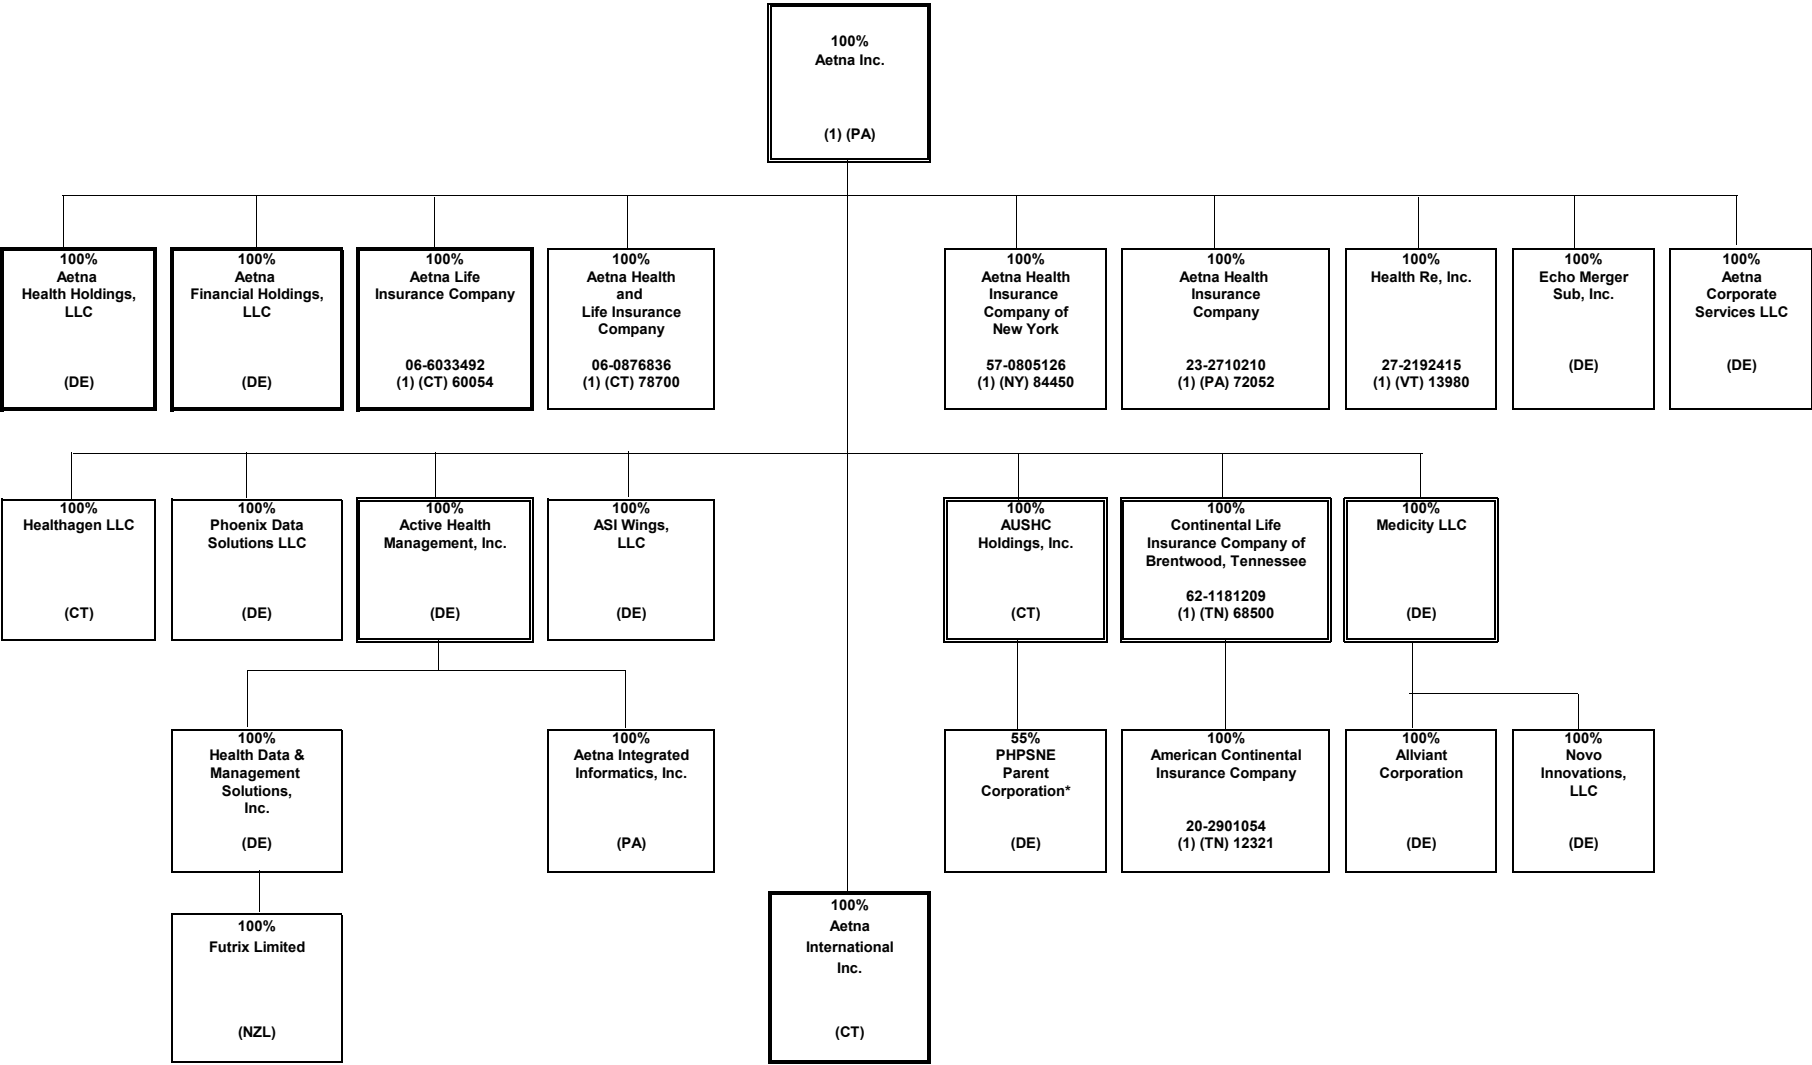 100%
Aetna Inc.
(1) (PA)
100%
Aetna
Health Holdings,
LLC
(DE)
100%
Aetna
Financial Holdings,
LLC
(DE)
100%
Aetna Life
Insurance Company
06-6033492
(1) (CT) 60054
100%
Aetna Health
and
Life Insurance
Company
06-0876836
(1) (CT) 78700
100%
Aetna Health
Insurance
Company of
New York
57-0805126
(1) (NY) 84450
100%
Aetna Health
Insurance
Company
23-2710210
(1) (PA) 72052
100%
Health Re, Inc.
27-2192415
(1) (VT) 13980
100%
Echo Merger
Sub, Inc.
(DE)
100%
Aetna
Corporate
Services LLC
(DE)
100%
Healthagen LLC
(CT)
100%
Phoenix Data
Solutions LLC
(DE)
100%
Active Health
Management, Inc.
(DE)
100%
ASI Wings,
LLC
(DE)
100%
AUSHC
Holdings, Inc.
(CT)
100%
Continental Life
Insurance Company of
Brentwood, Tennessee
62-1181209
(1) (TN) 68500
100%
Medicity LLC
(DE)
100%
Health Data &
Management
Solutions,
Inc.
(DE)
100%
Aetna Integrated
Informatics, Inc.
(PA)
55%
PHPSNE
Parent
Corporation*
(DE)
100%
American Continental
Insurance Company
20-2901054
(1) (TN) 12321
100%
Allviant
Corporation
(DE)
100%
Novo
Innovations,
LLC
(DE)
100%
Futrix Limited
(NZL)
100%
Aetna
International
Inc.
(CT)